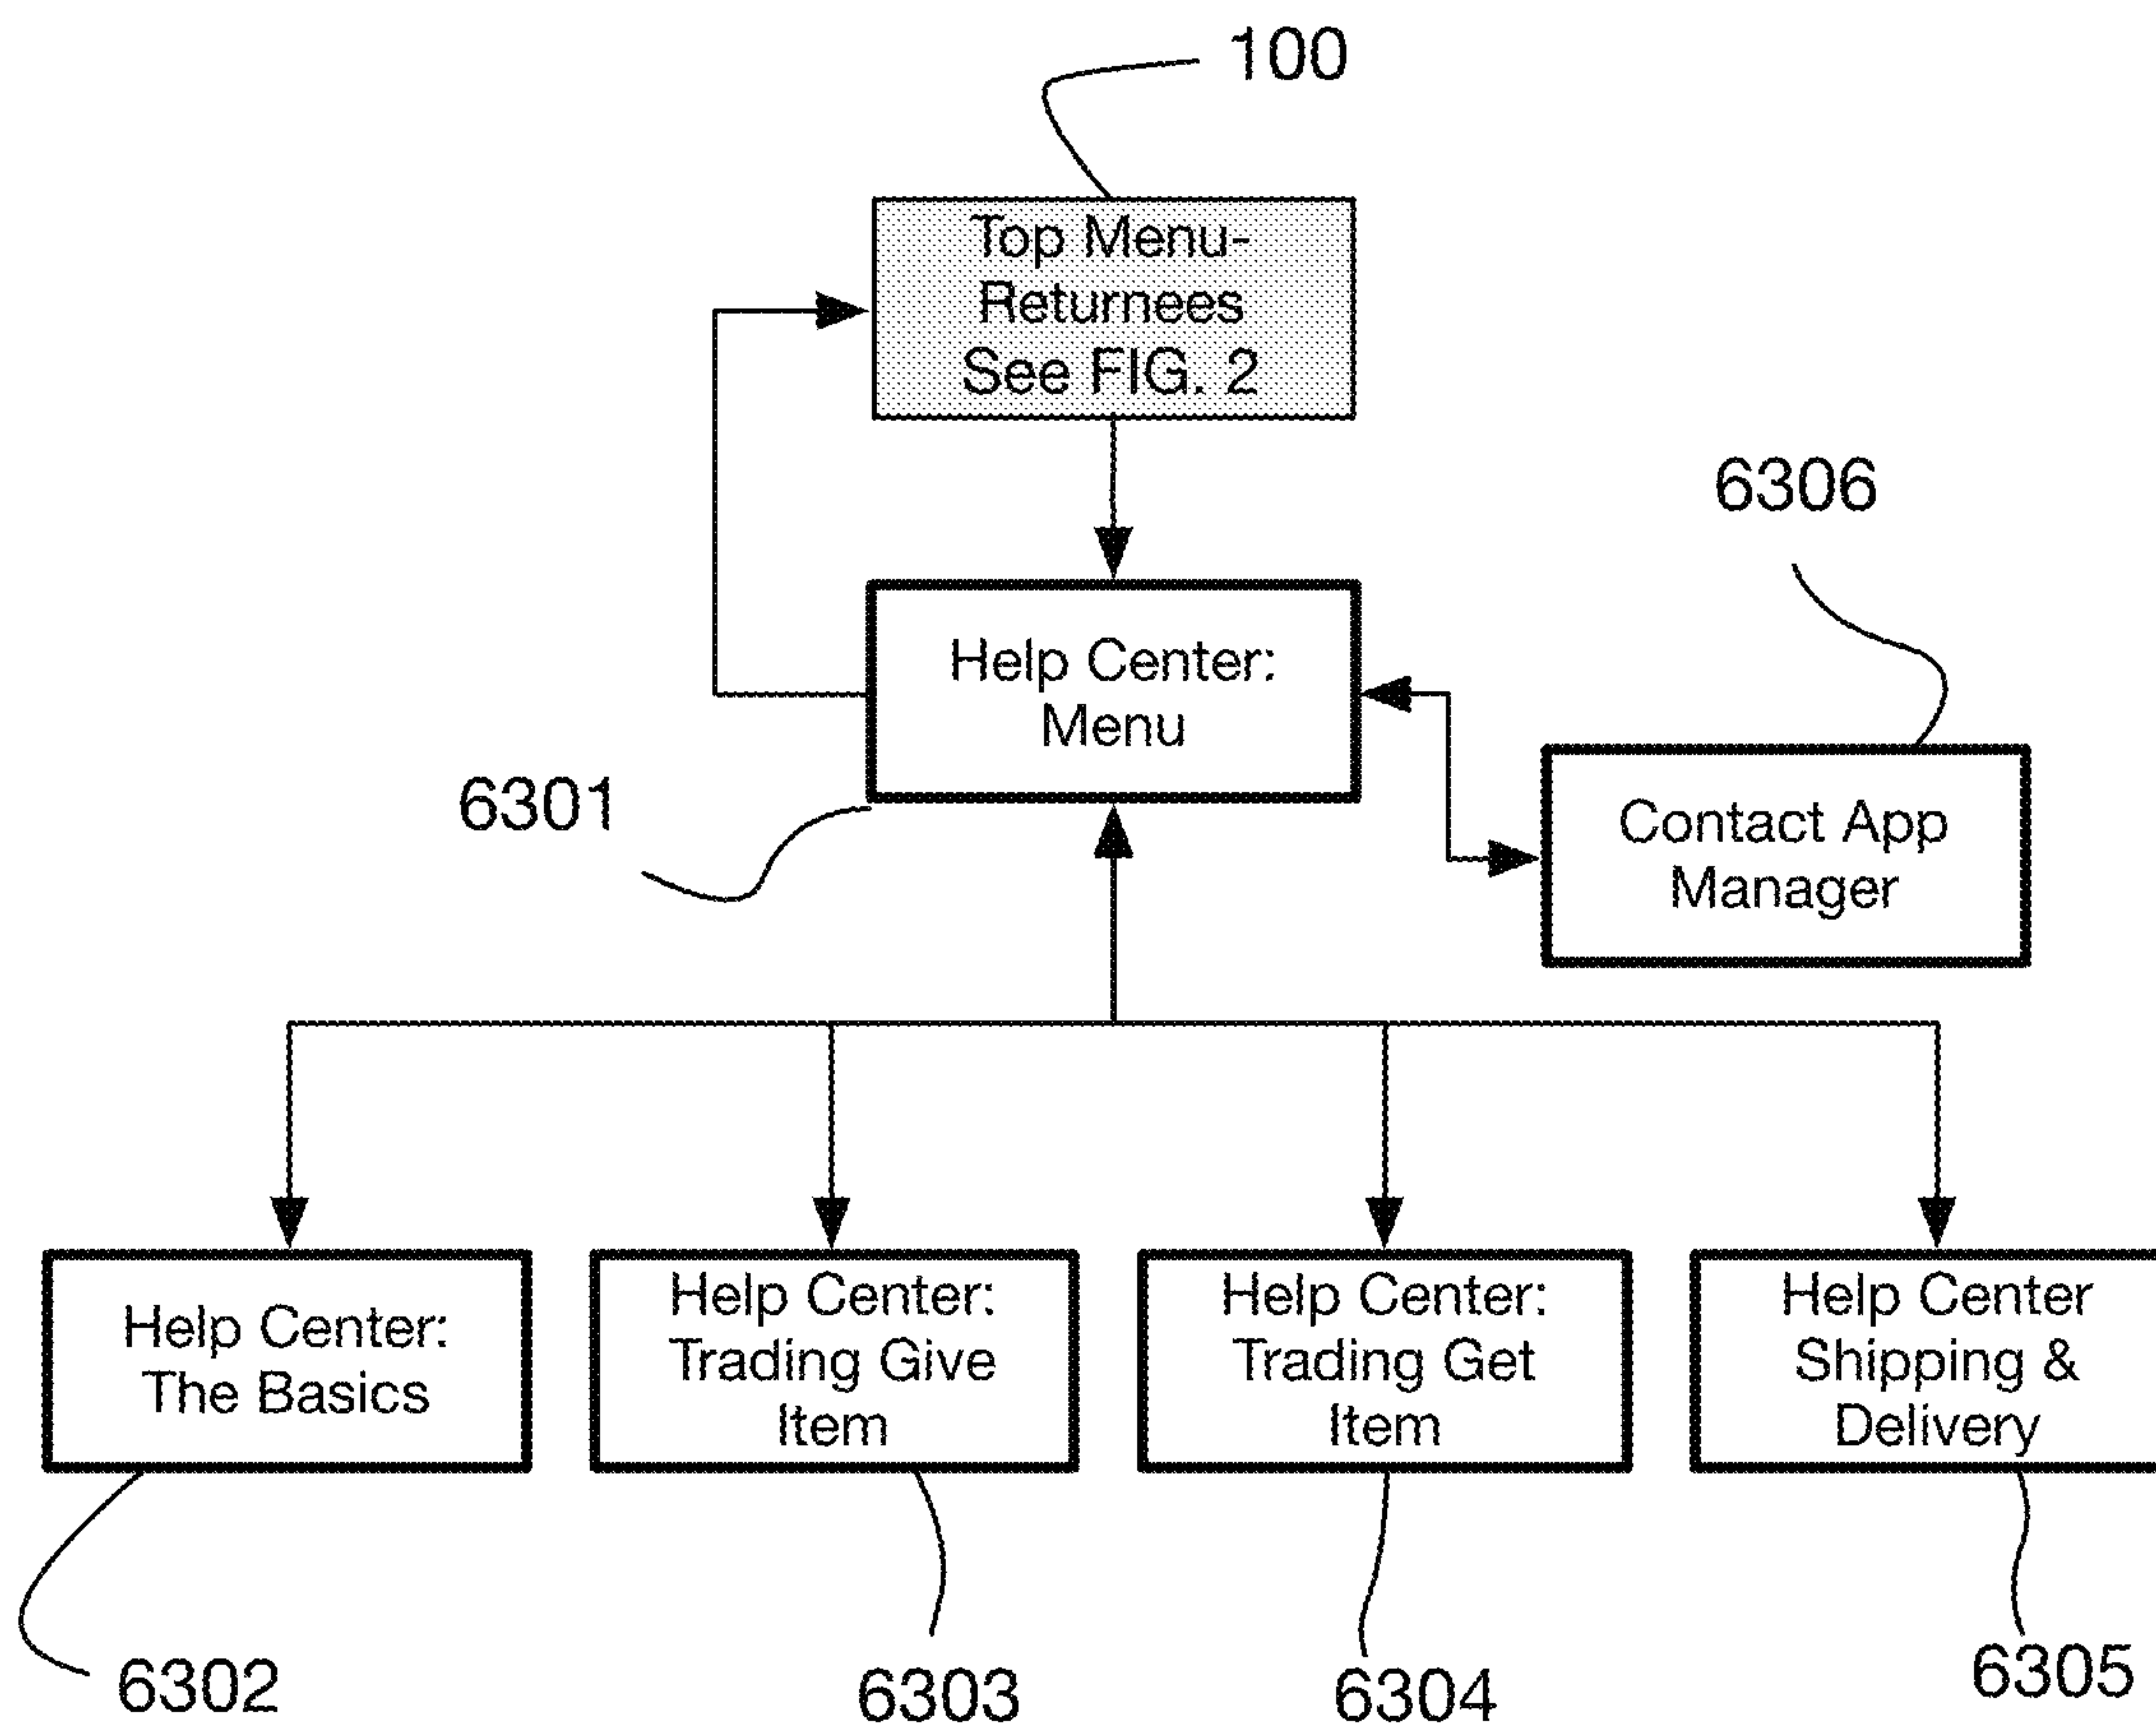 100
Top Menu-
Returnees
See FIG. 2
6306
Help Center:
Menu
6301
Contact App
Manager
Help Center:
The Basics
Help Center:
Trading Give
Item
Help Center:
Trading Get
Item
Help Center
Shipping &
Delivery
6302
6303
6304
6305